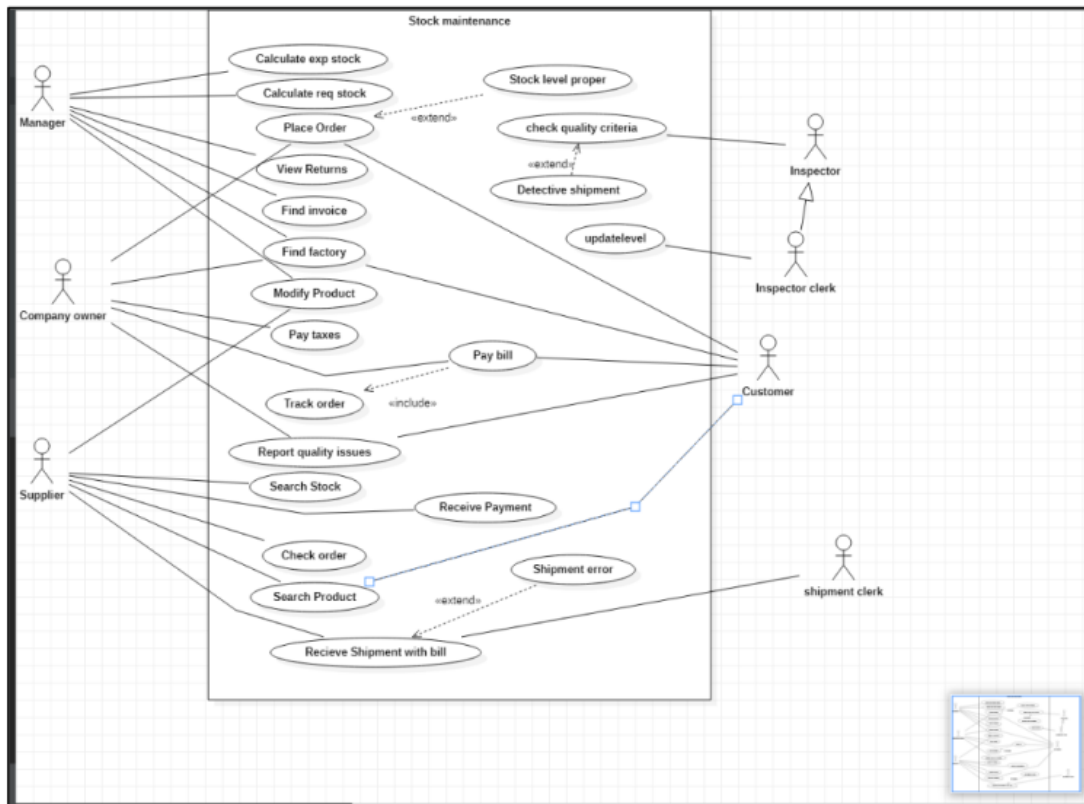 Stock maintenance
Calculate exp stock
Stock level proper
Calculate req stock
Manager
«extend»
Place Order
check quality criteria
«extend»
Inspector
View Returns
Detective shipment
Find invoice
updatelevel
Find factory
Inspector clerk
Modify Product
Company owner
Pay taxes
Pay bill
Customer
Track order
«include»
Report quality issues
Search Stock
Supplier
Receive Payment
Check order
Shipment error
Search Product
«extend»
shipment clerk
Recieve Shipment with bill